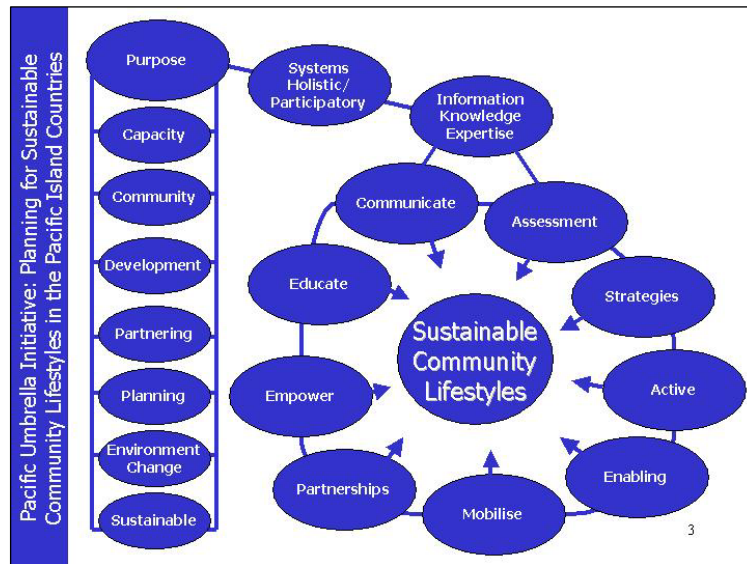 Pacific Umbrella Initiative: Planning for Sustainable
Community Lifestyles in the Pacific Island Countries
Purpose
Capacity
Community
Development
Partnering
Planning
Environment
Change
Sustainable
Systems
Holistic/
Participatory
Information
Knowledge
Expertise
Communicate
Assessment
Educate
Strategies
Sustainable
Community
Lifestyles
Empower
Active
Partnerships
Enabling
Mobilise
3